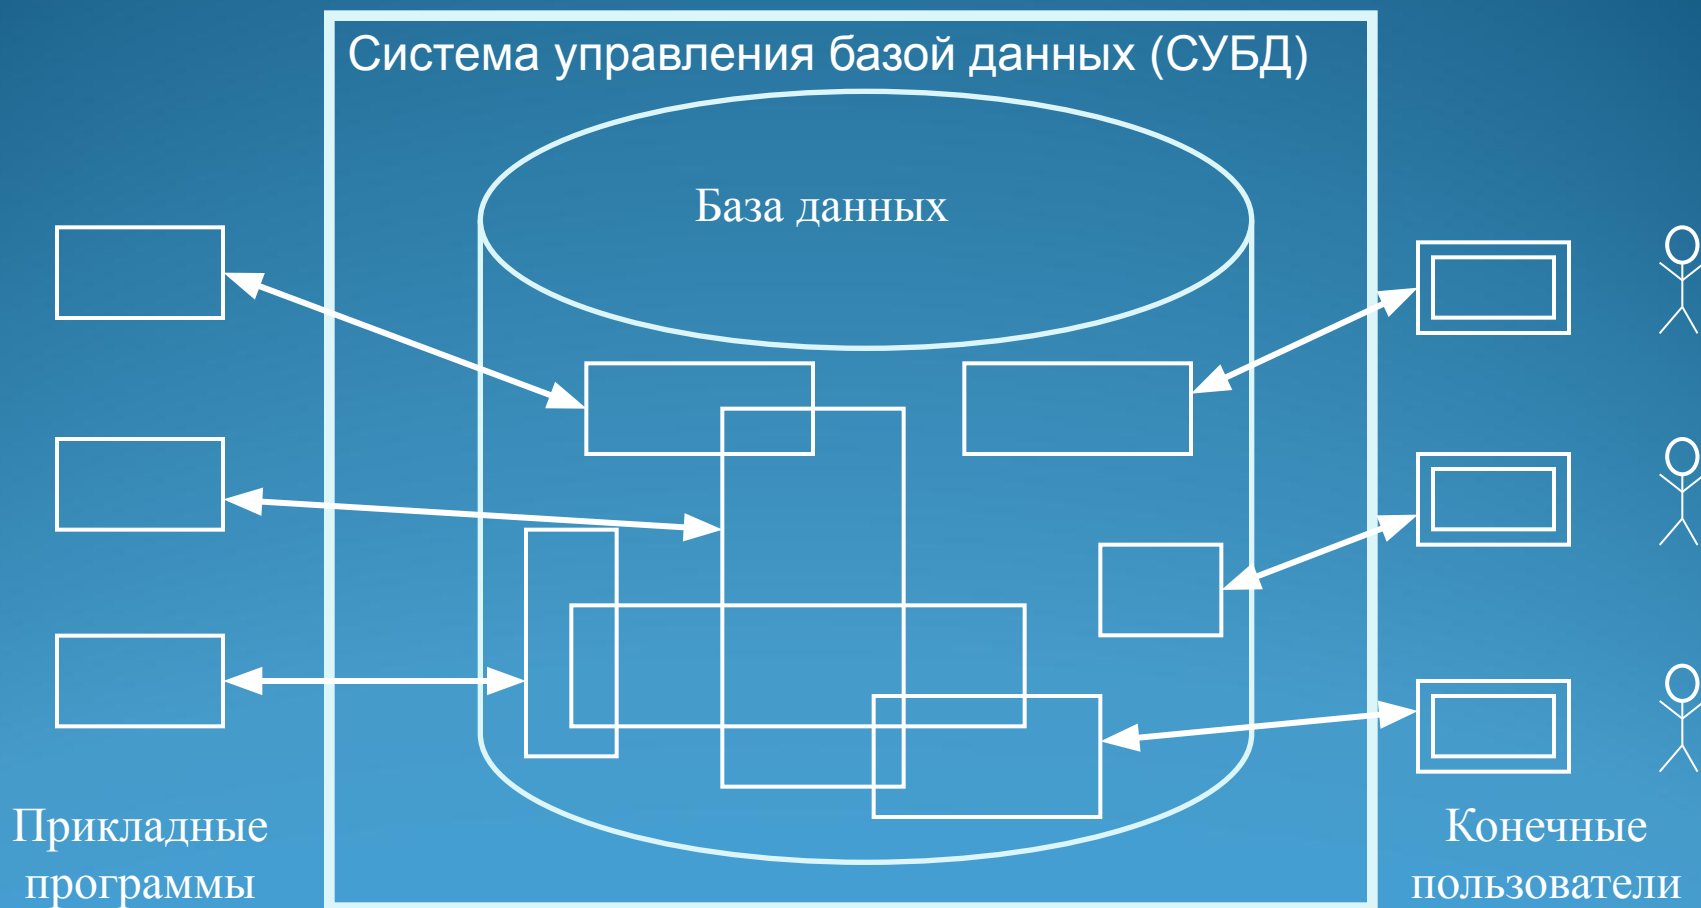 Система управления базой данных (СУБД)
База данных
Прикладные
программы
Конечные
пользователи